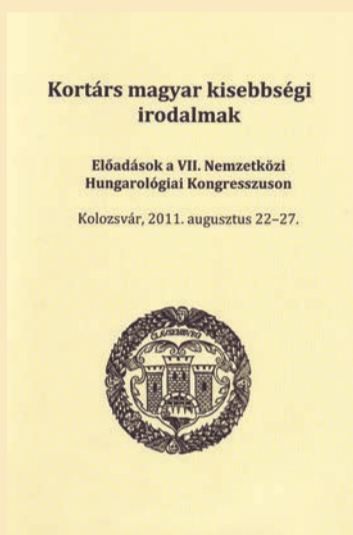 Kortárs magyar kisebbségi
irodalmak
Előadások a VII. Nemzetközi
Hungarológiai Kongresszuson
Kolozsvár, 2011. augusztus 22–27.